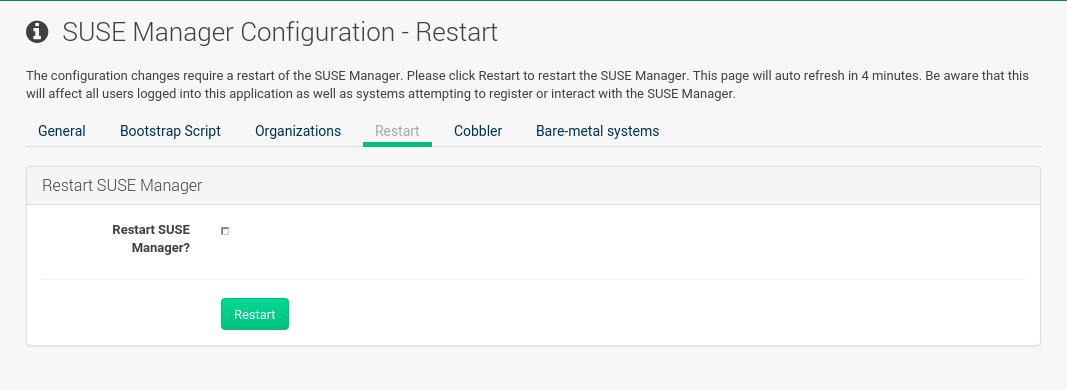 SUSE Manager Configuration - Restart
The configuration changes require a restart of the SUSE Manager. Please click Restart to restart the SUSE Manager. This page will auto refresh in 4 minutes. Be aware that this
will affect all users logged into this application as well as systems attempting to register or interact with the SUSE Manager.
General Bootstrap Script Organizations Restart Cobbler Bare-metal systems
Restart SUSE Manager
Restart SUSE
Manager?
Restart